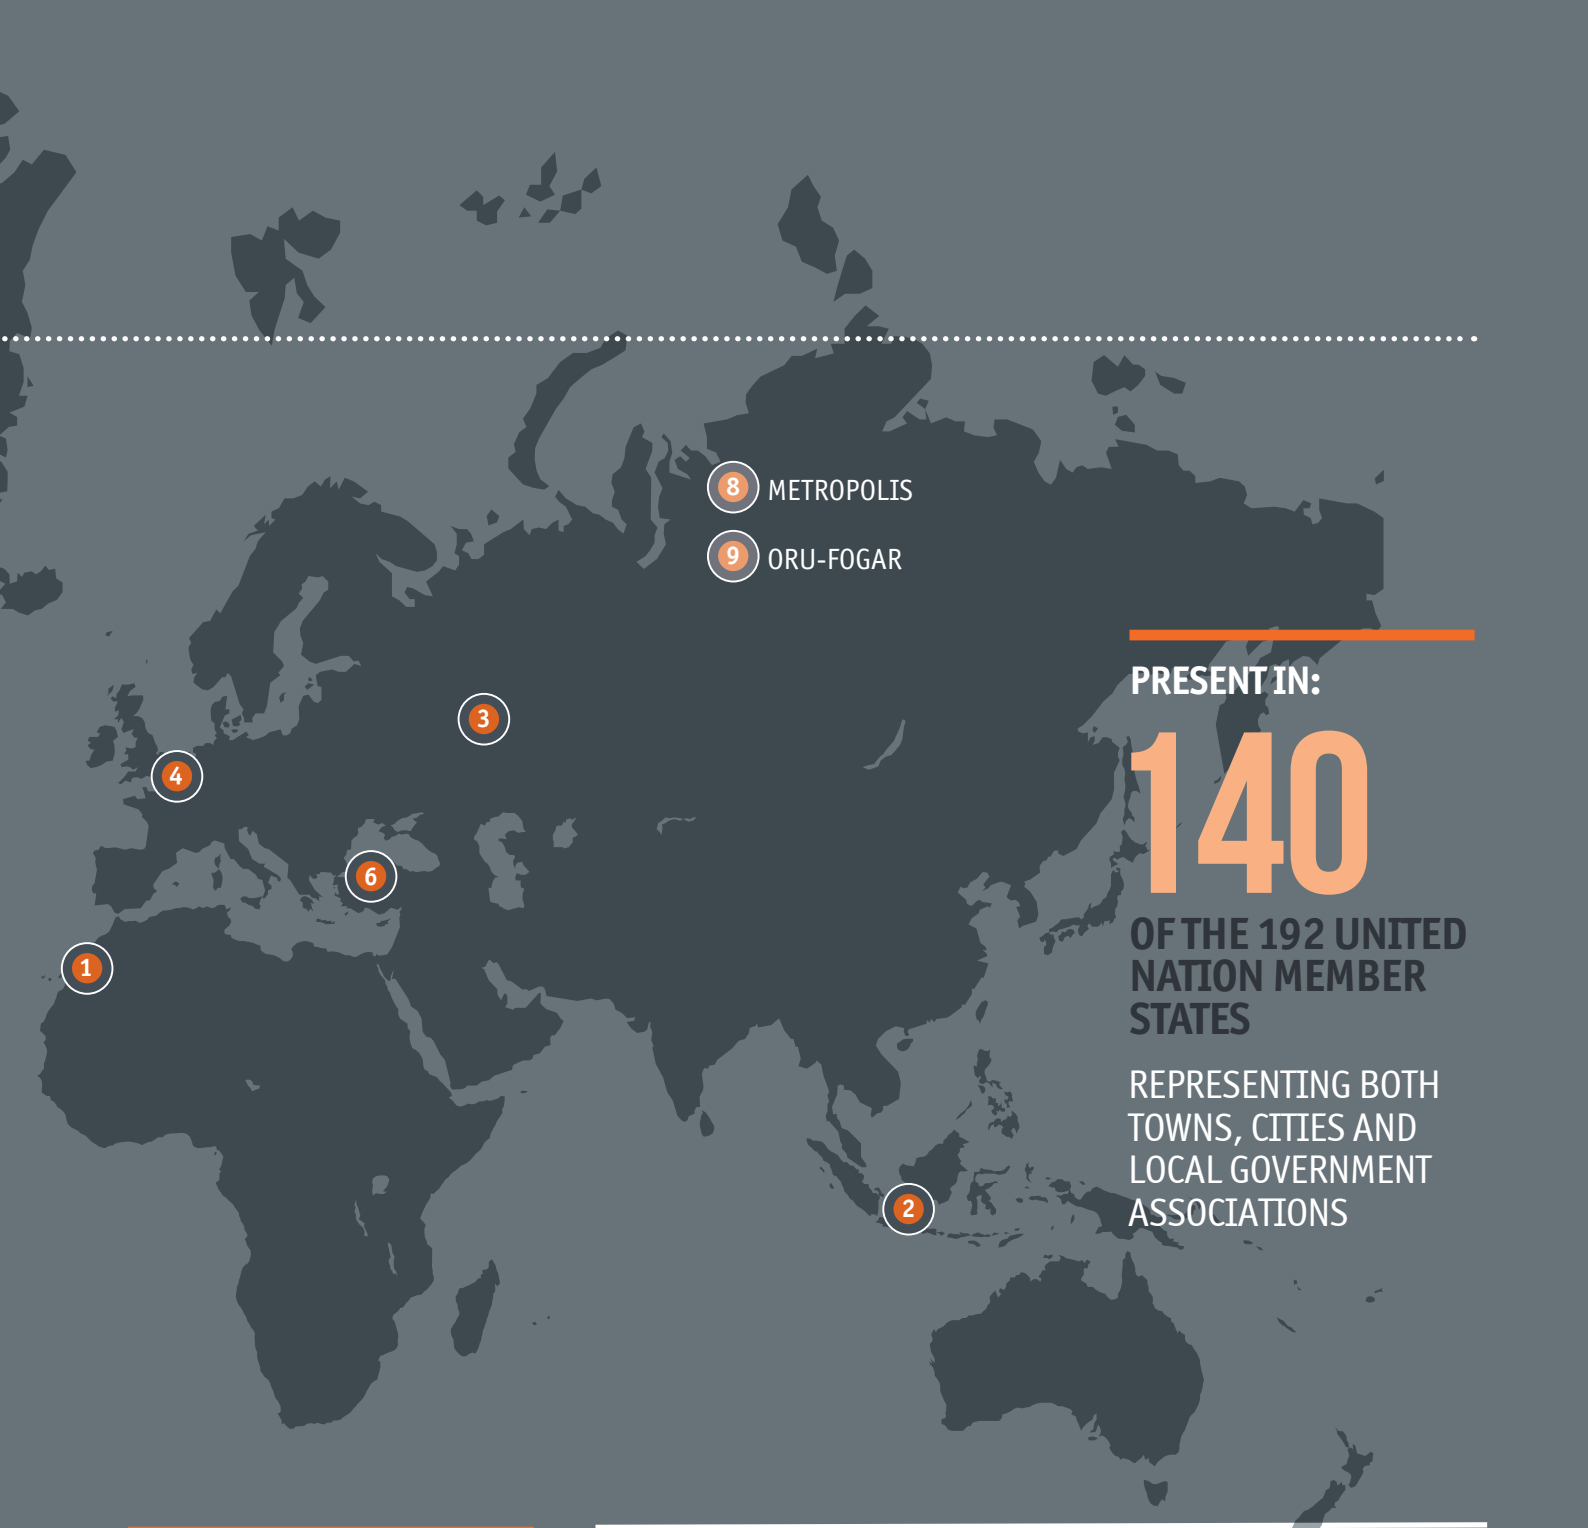 8 METROPOLIS
9 ORU-FOGAR
3
4
6
1
2
PRESENT IN:
140
OF THE 192 UNITED
NATION MEMBER
STATES
REPRESENTING BOTH
TOWNS, CITIES AND
LOCAL GOVERNMENT
ASSOCIATIONS